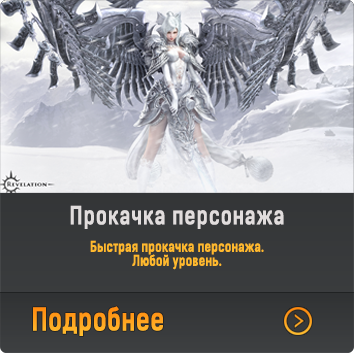 REVELATION
Прокачка персонажа
Быстрая прокачка персонажа.
Любой уровень.
Подробнее